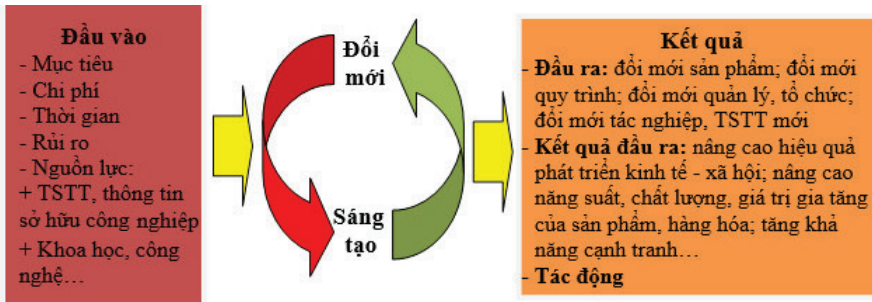 Đầu vào
- Mục tiêu
- Chi phí
- Thời gian
- Rủi ro
- Nguồn lực:
+ TSTT, thông tin
sở hữu công nghiệp
+ Khoa học, công
nghệ…
Đổi
mới
Sáng
tạo
Kết quả
- Đầu ra: đổi mới sản phẩm; đổi mới
quy trình; đổi mới quản lý, tổ chức;
đổi mới tác nghiệp, TSTT mới
- Kết quả đầu ra: nâng cao hiệu quả
phát triển kinh tế - xã hội; nâng cao
năng suất, chất lượng, giá trị gia tăng
của sản phẩm, hàng hóa; tăng khả
năng cạnh tranh…
- Tác động